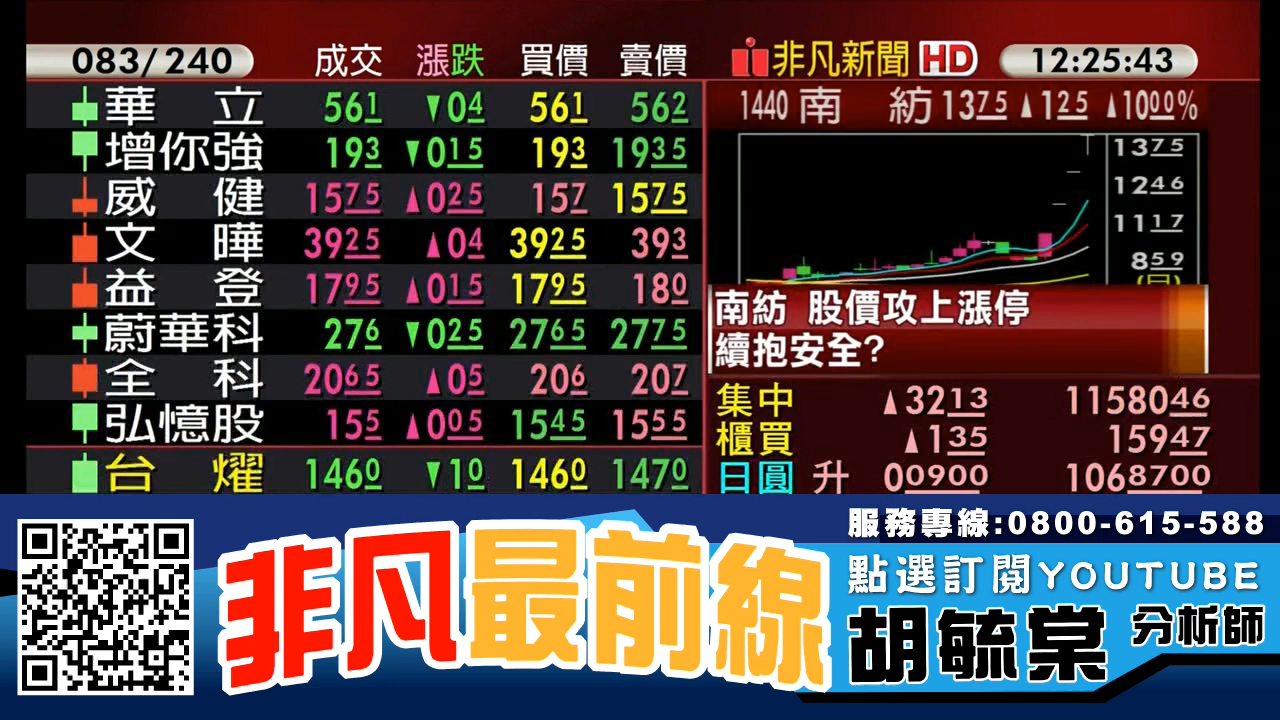 083/240 成交 漲跌 買價 賣價
華立 561 ▼04 561 562
增你強 193 ▼015 193 1935
威健 1575 ▲025 157 1575
文曄 3925 ▲04 3925 393
益登 1795 ▲015 1795 180
蔚華科 276 ▼025 2765 2775
全科 2065 ▲05 206 207
弘憶股 155 ▲005 1545 1555
台燿 1460 ▼10 1460 1470
非凡新聞 HD 12:25:43
1440 南紡 1375 ▲125 ▲1000%
1375
1246
1117
859
南紡 股價攻上漲停
續抱安全?
集中 ▲3213 1158046
櫃買 ▲135 15947
日圓 升 00900 1068700
非凡最前線
服務專線:0800-615-588
點選訂閱YOUTUBE
胡毓棠 分析師